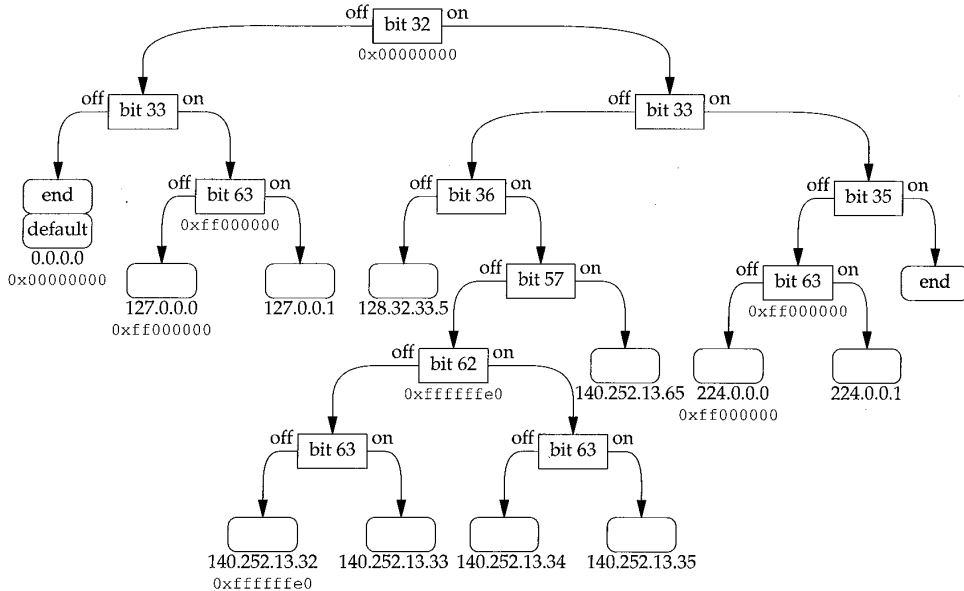 off bit 32 on
0x00000000
off bit 33 on
off bit 33 on
end
default
0.0.0.0
0x00000000
off bit 63 on
0xff000000
off bit 36 on
off bit 35 on
127.0.0.0
0xff000000
127.0.0.1
128.32.33.5
off bit 57 on
off bit 63 on
0xff000000
end
off bit 62 on
0xffffffe0
140.252.13.65
224.0.0.0
0xff000000
224.0.0.1
off bit 63 on
off bit 63 on
140.252.13.32
0xffffffe0
140.252.13.33
140.252.13.34
140.252.13.35